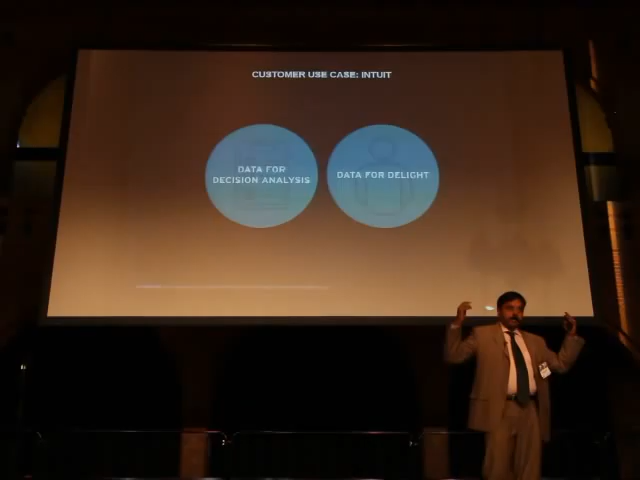 CUSTOMER USE CASE: INTUIT
DATA FOR
DECISION ANALYSIS
DATA FOR DELIGHT